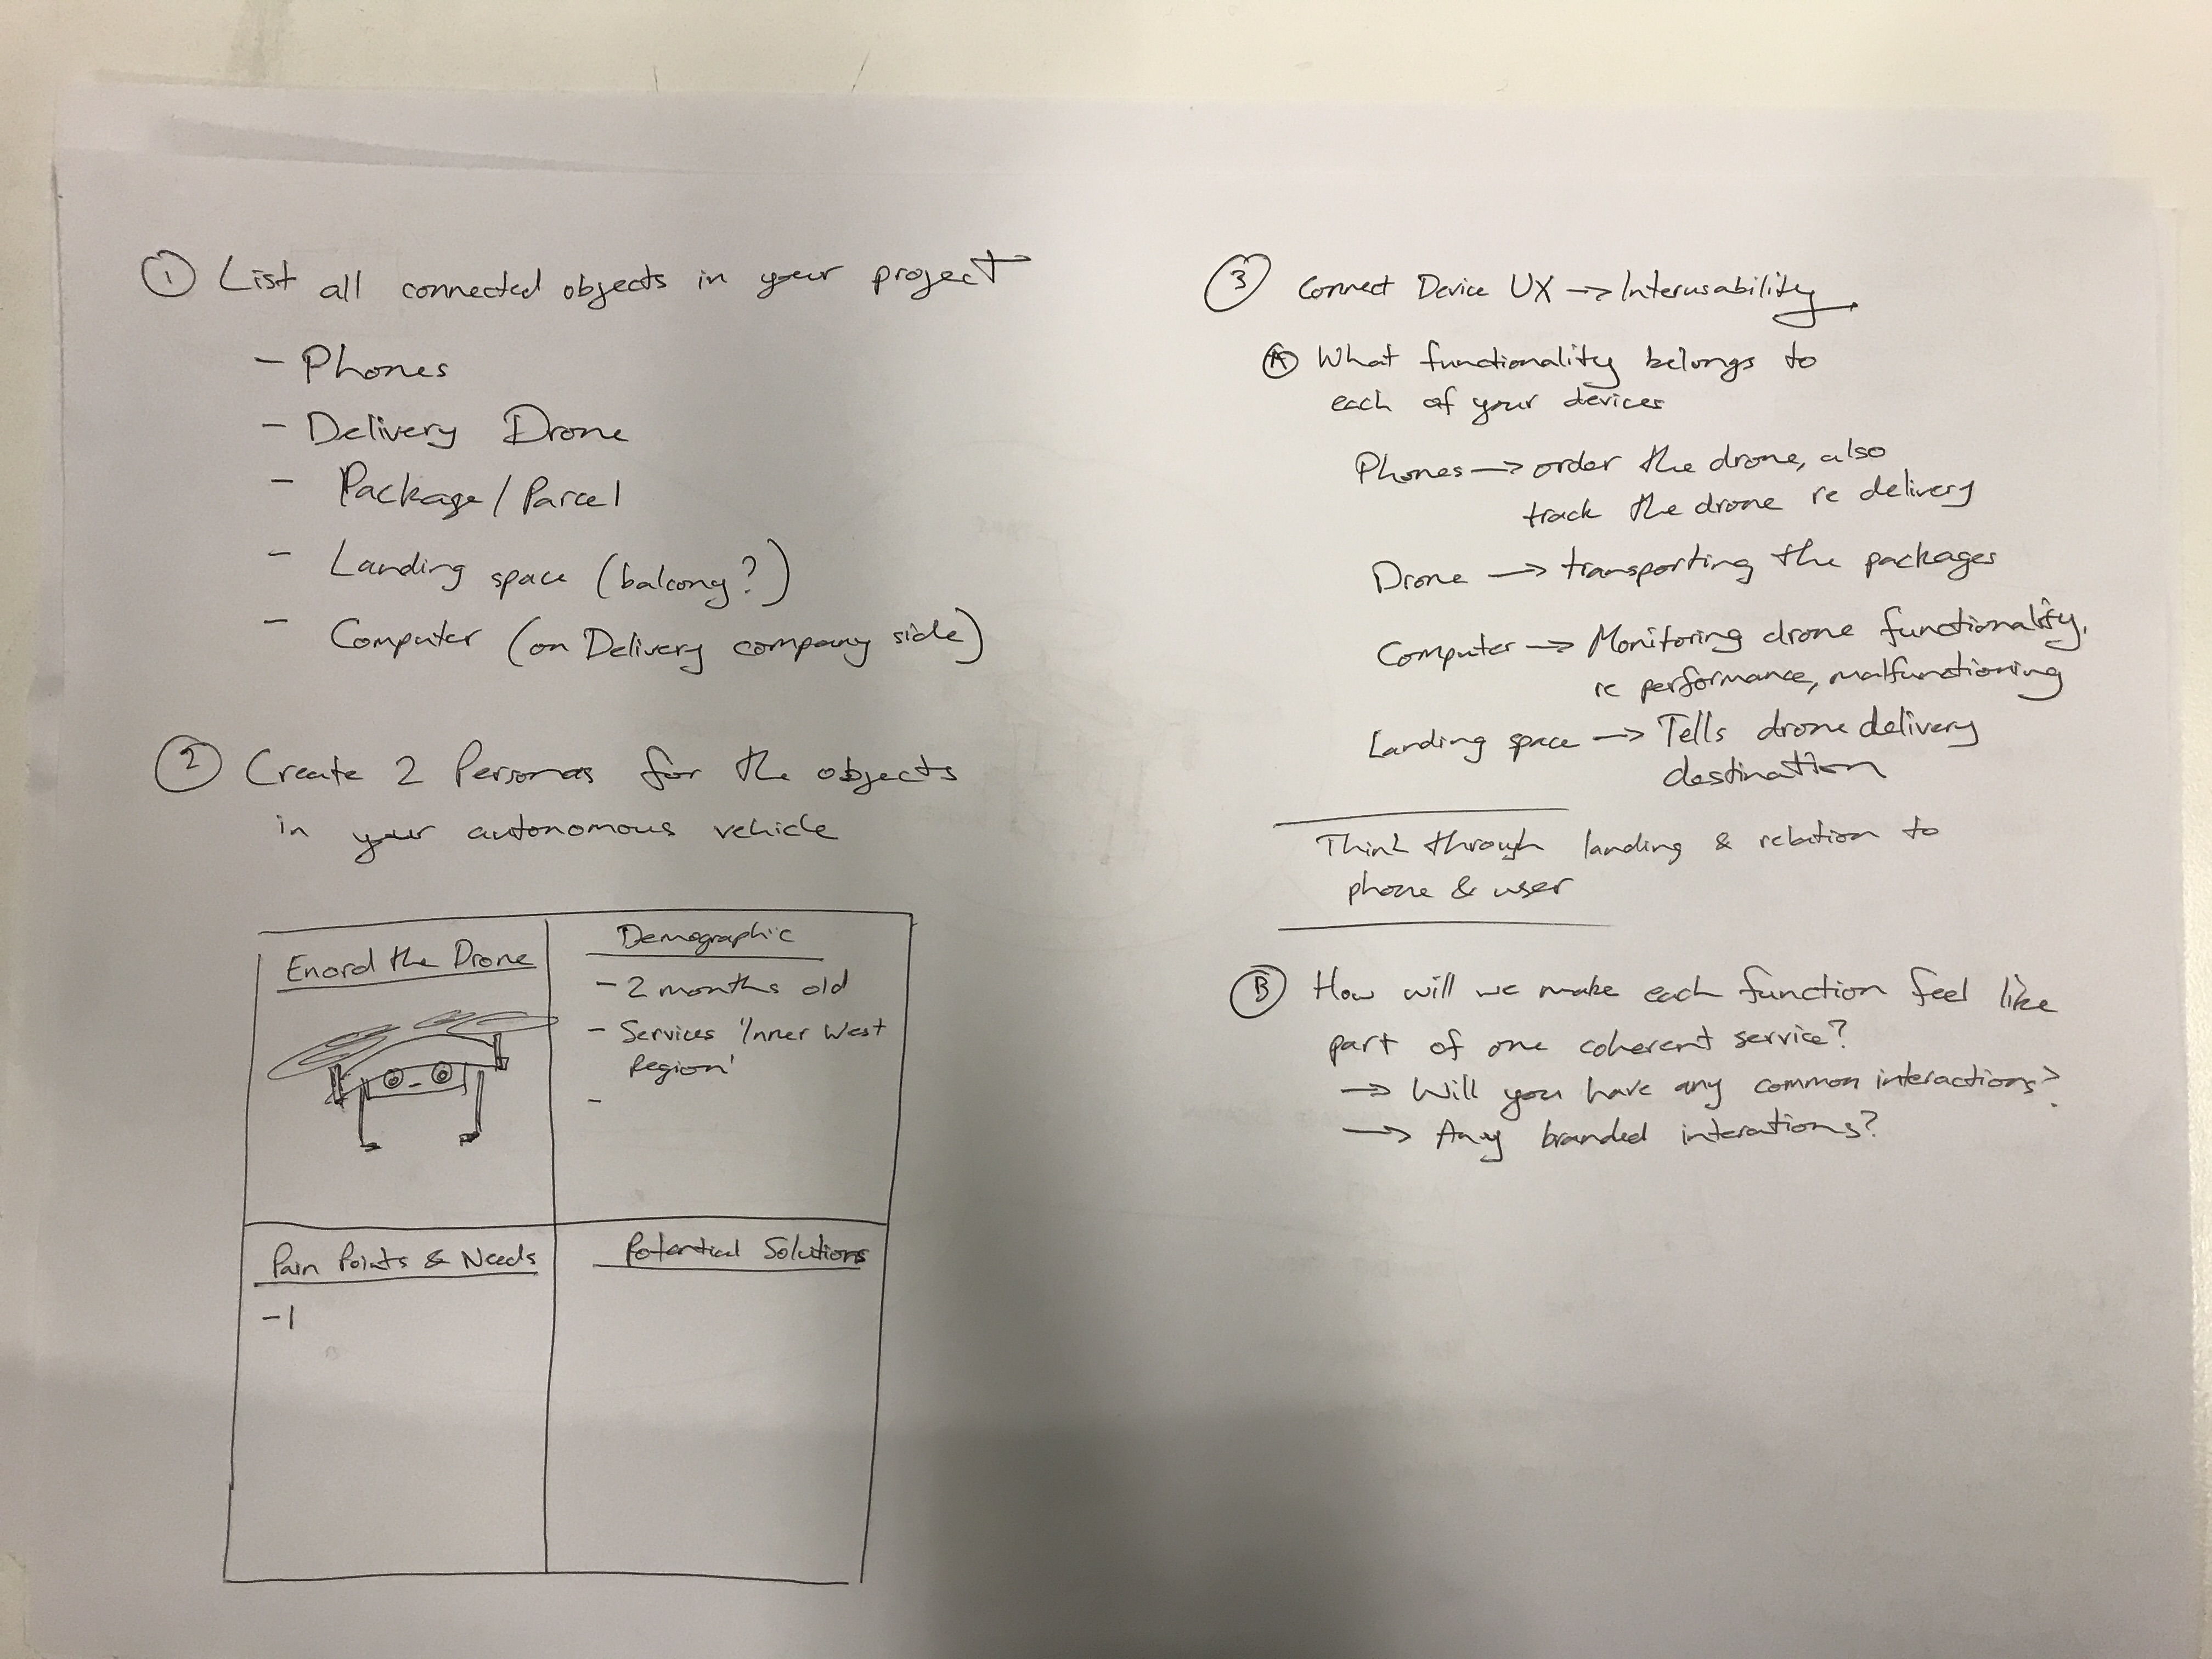 ① List all connected objects in your project
- Phones
- Delivery Drone
- Package/Parcel
- Landing space (balcony?)
- Computer (on Delivery company side)
② Create 2 Personas for the objects
in your autonomous vehicle
Enord the Drone
Demographic
- 2 months old
- Services 'Inner West
Region'
-
Pain Points & Needs
-1
Potential Solutions
③ Connect Device UX → Interusability
Ⓐ What functionality belongs to
each of your devices
Phones → order the drone, also
track the drone re delivery
Drone → transporting the packages
Computer → Monitoring drone functionality,
re performance, malfunctioning
Landing space → Tells drone delivery
destination
Think through landing & relation to
phone & user
Ⓑ How will we make each function feel like
part of one coherent service?
→ Will you have any common interactions?
→ Any branded interations?